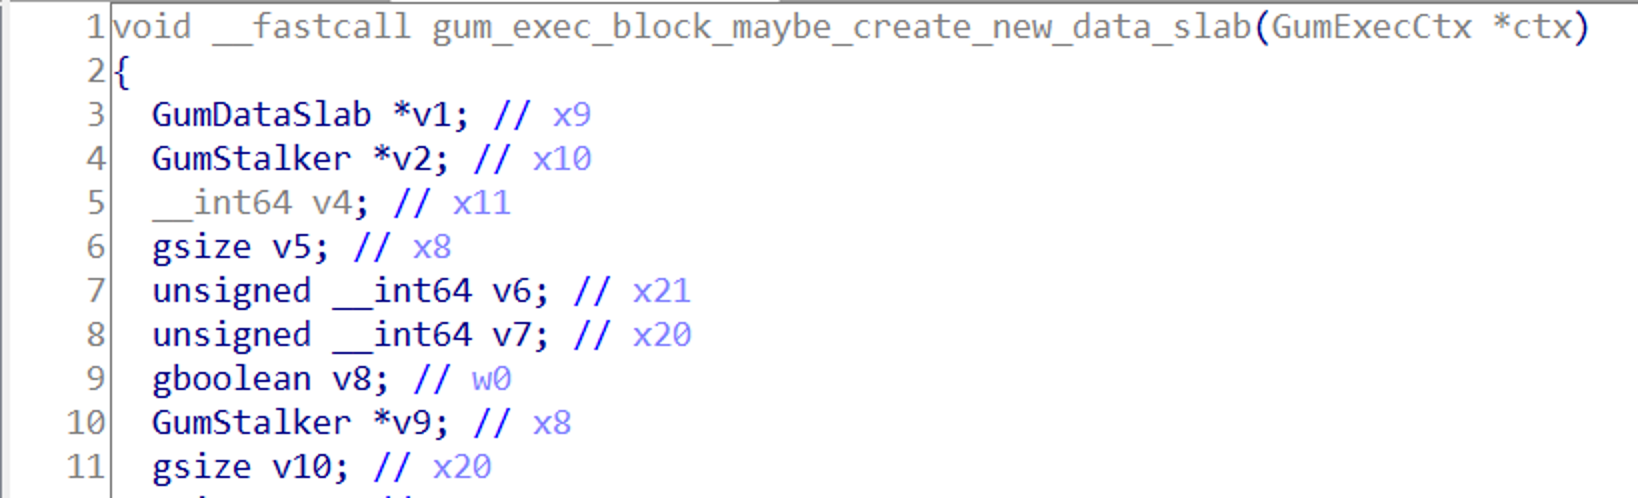 1 void __fastcall gum_exec_block_maybe_create_new_data_slab(GumExecCtx *ctx)
2 {
3 GumDataSlab *v1; // x9
4 GumStalker *v2; // x10
5 __int64 v4; // x11
6 gsize v5; // x8
7 unsigned __int64 v6; // x21
8 unsigned __int64 v7; // x20
9 gboolean v8; // w0
10 GumStalker *v9; // x8
11 gsize v10; // x20